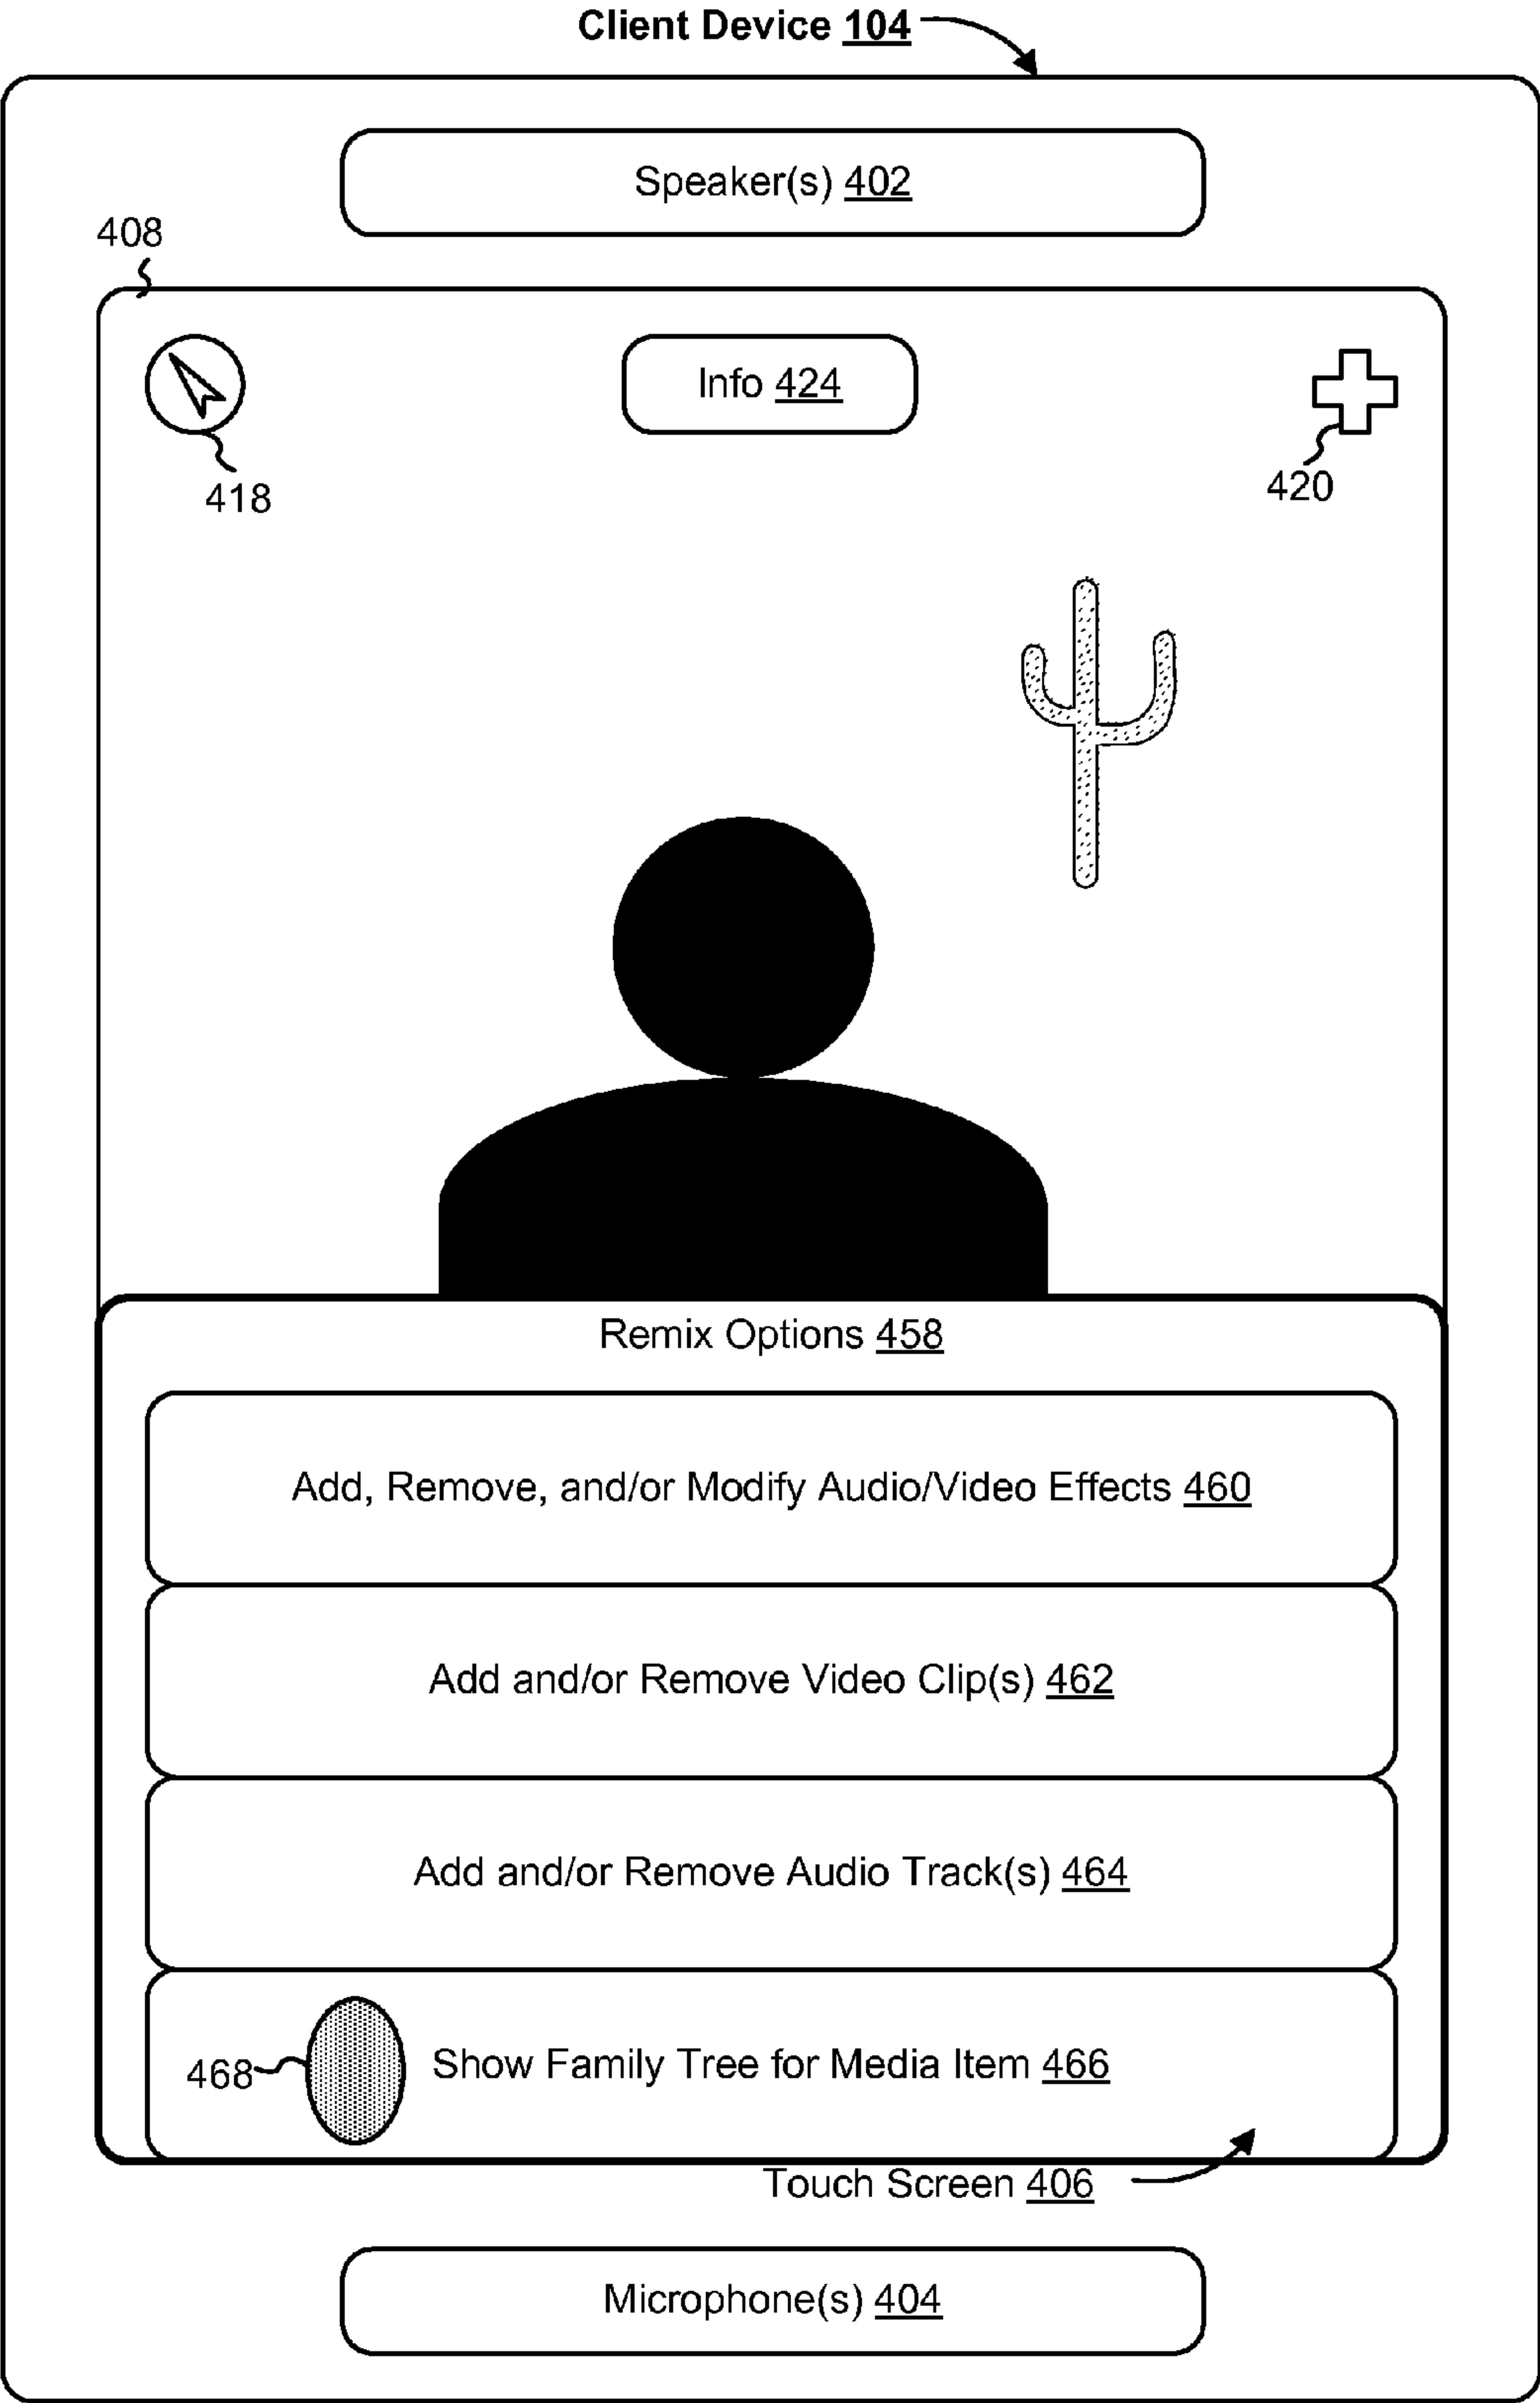 Client Device 104
Speaker(s) 402
408
Info 424
418
420
Remix Options 458
Add, Remove, and/or Modify Audio/Video Effects 460
Add and/or Remove Video Clip(s) 462
Add and/or Remove Audio Track(s) 464
468
Show Family Tree for Media Item 466
Touch Screen 406
Microphone(s) 404